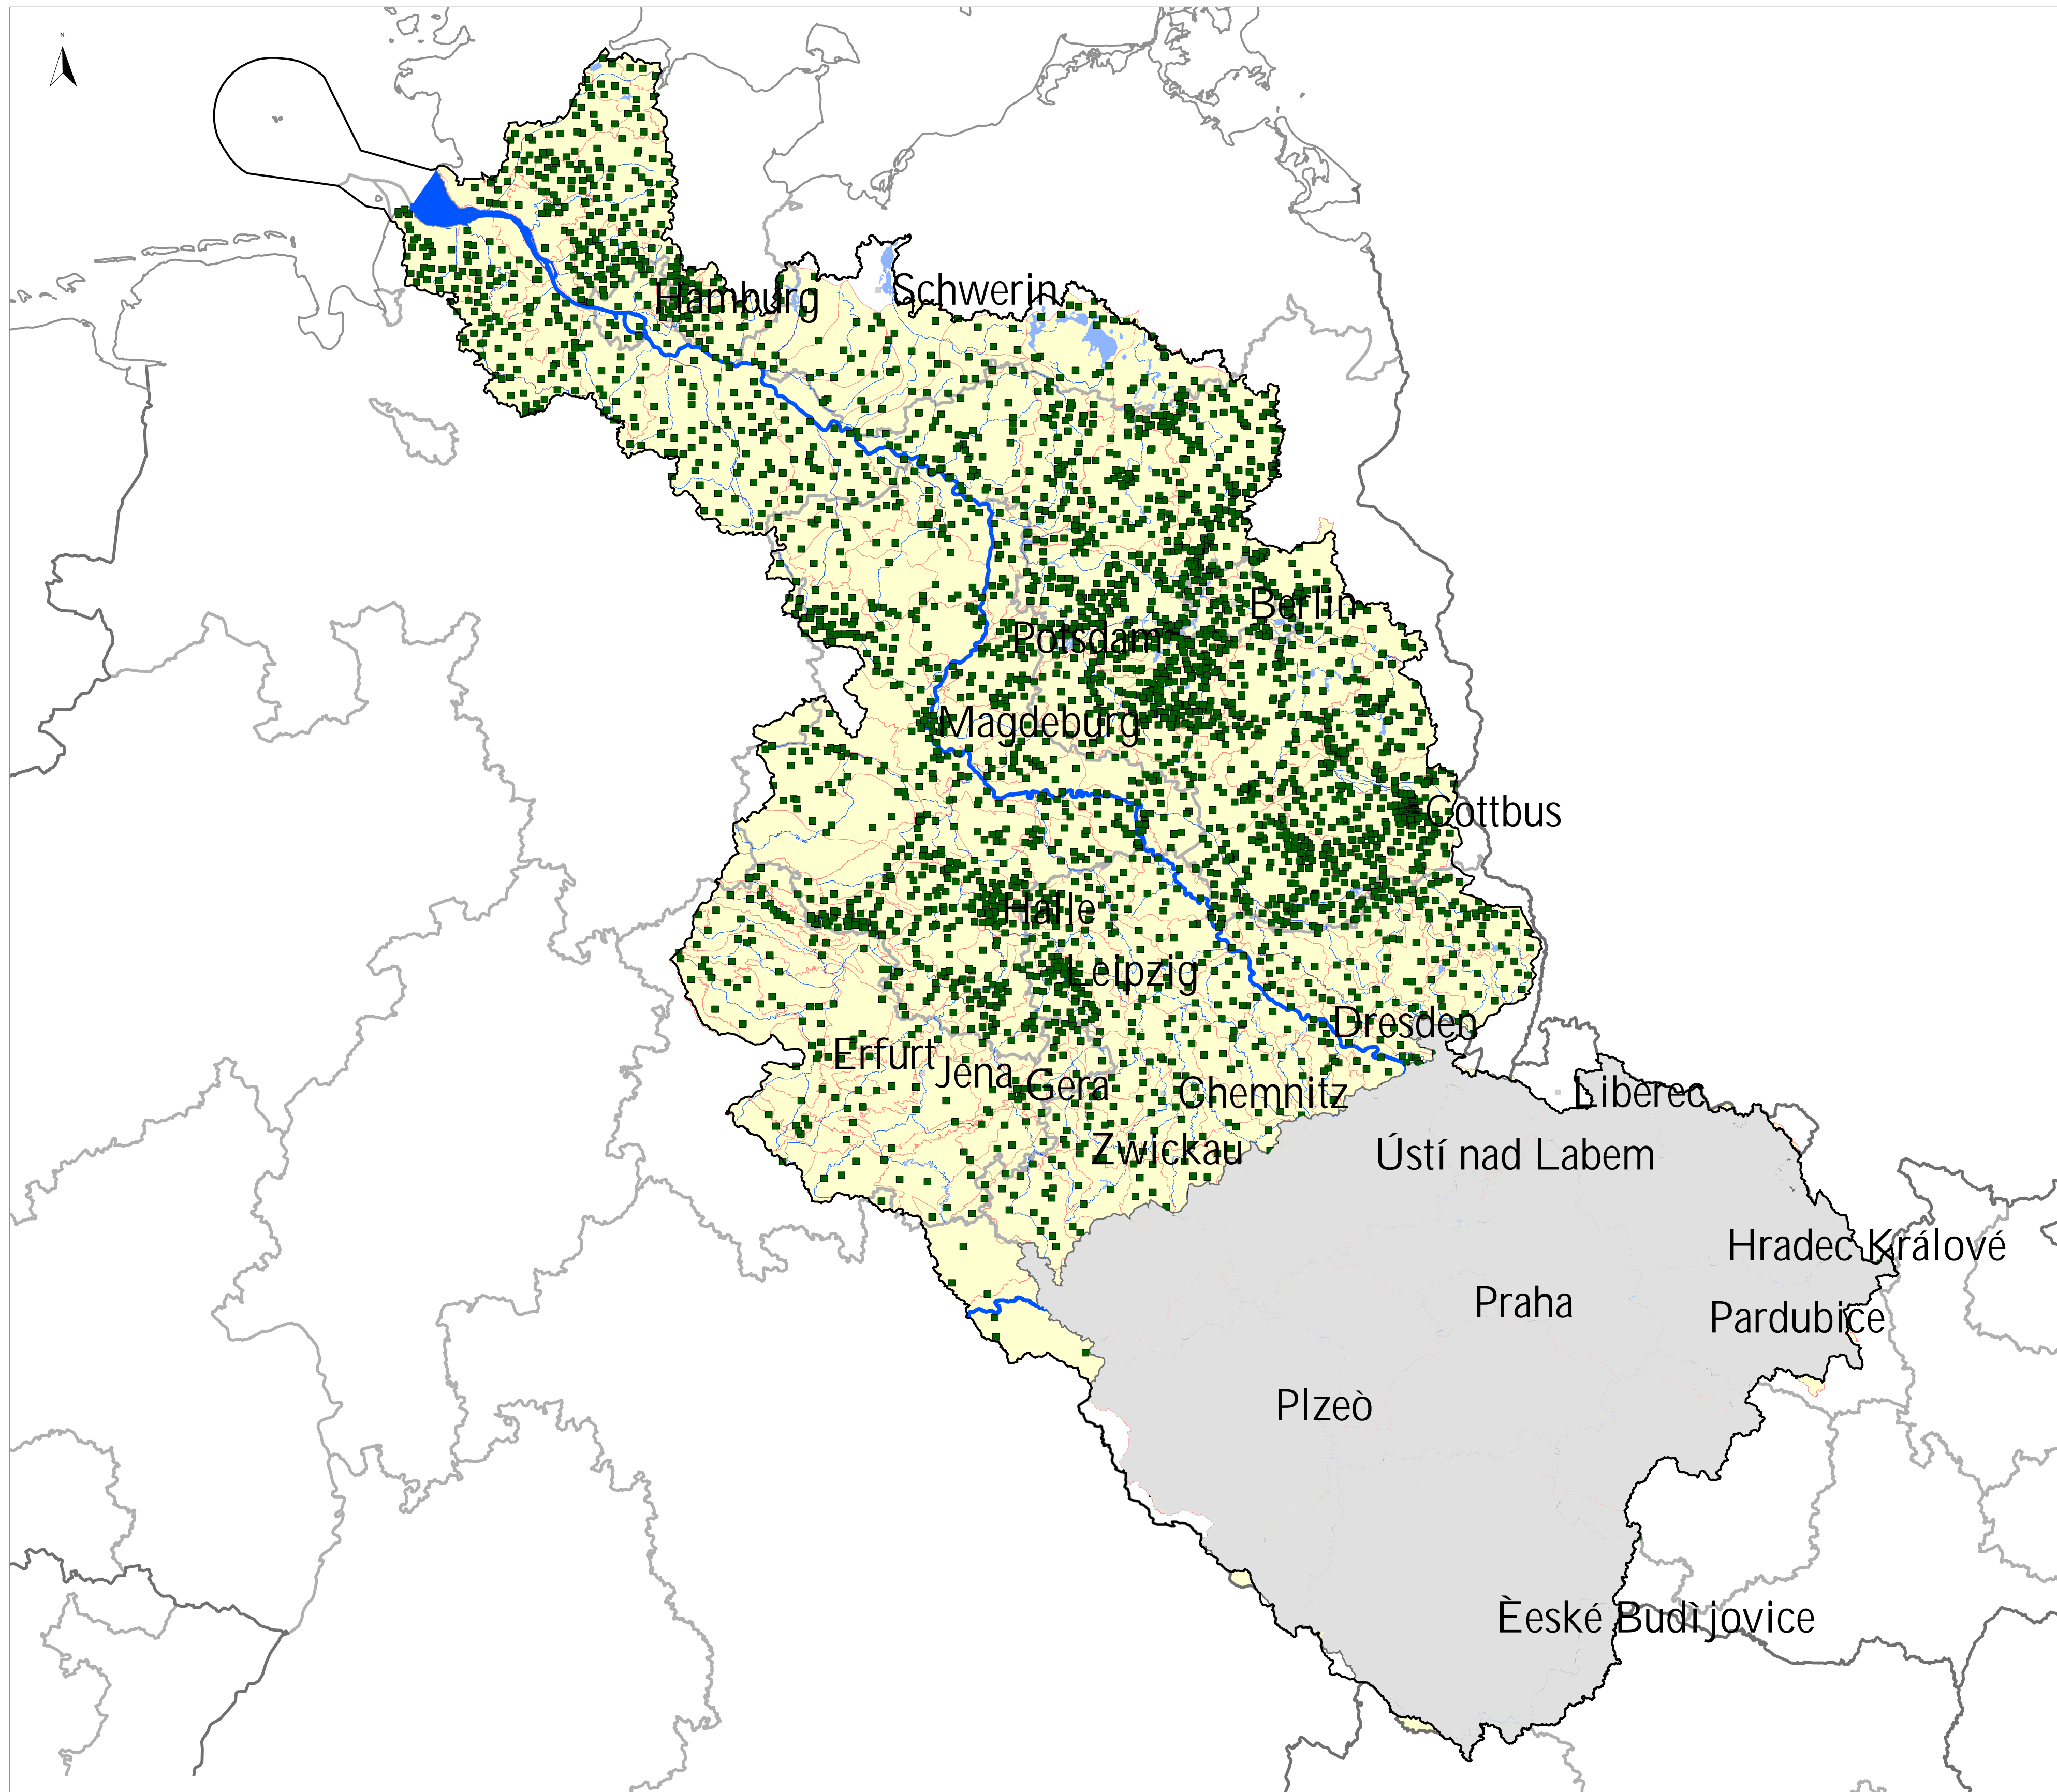 N
Hamburg
Schwerin
Berlin
Potsdam
Magdeburg
Cottbus
Halle
Leipzig
Dresden
Erfurt
Jena
Gera
Chemnitz
Liberec
Zwickau
Ústí nad Labem
Hradec Králové
Praha
Pardubice
Plzeò
Èeské Budìjovice